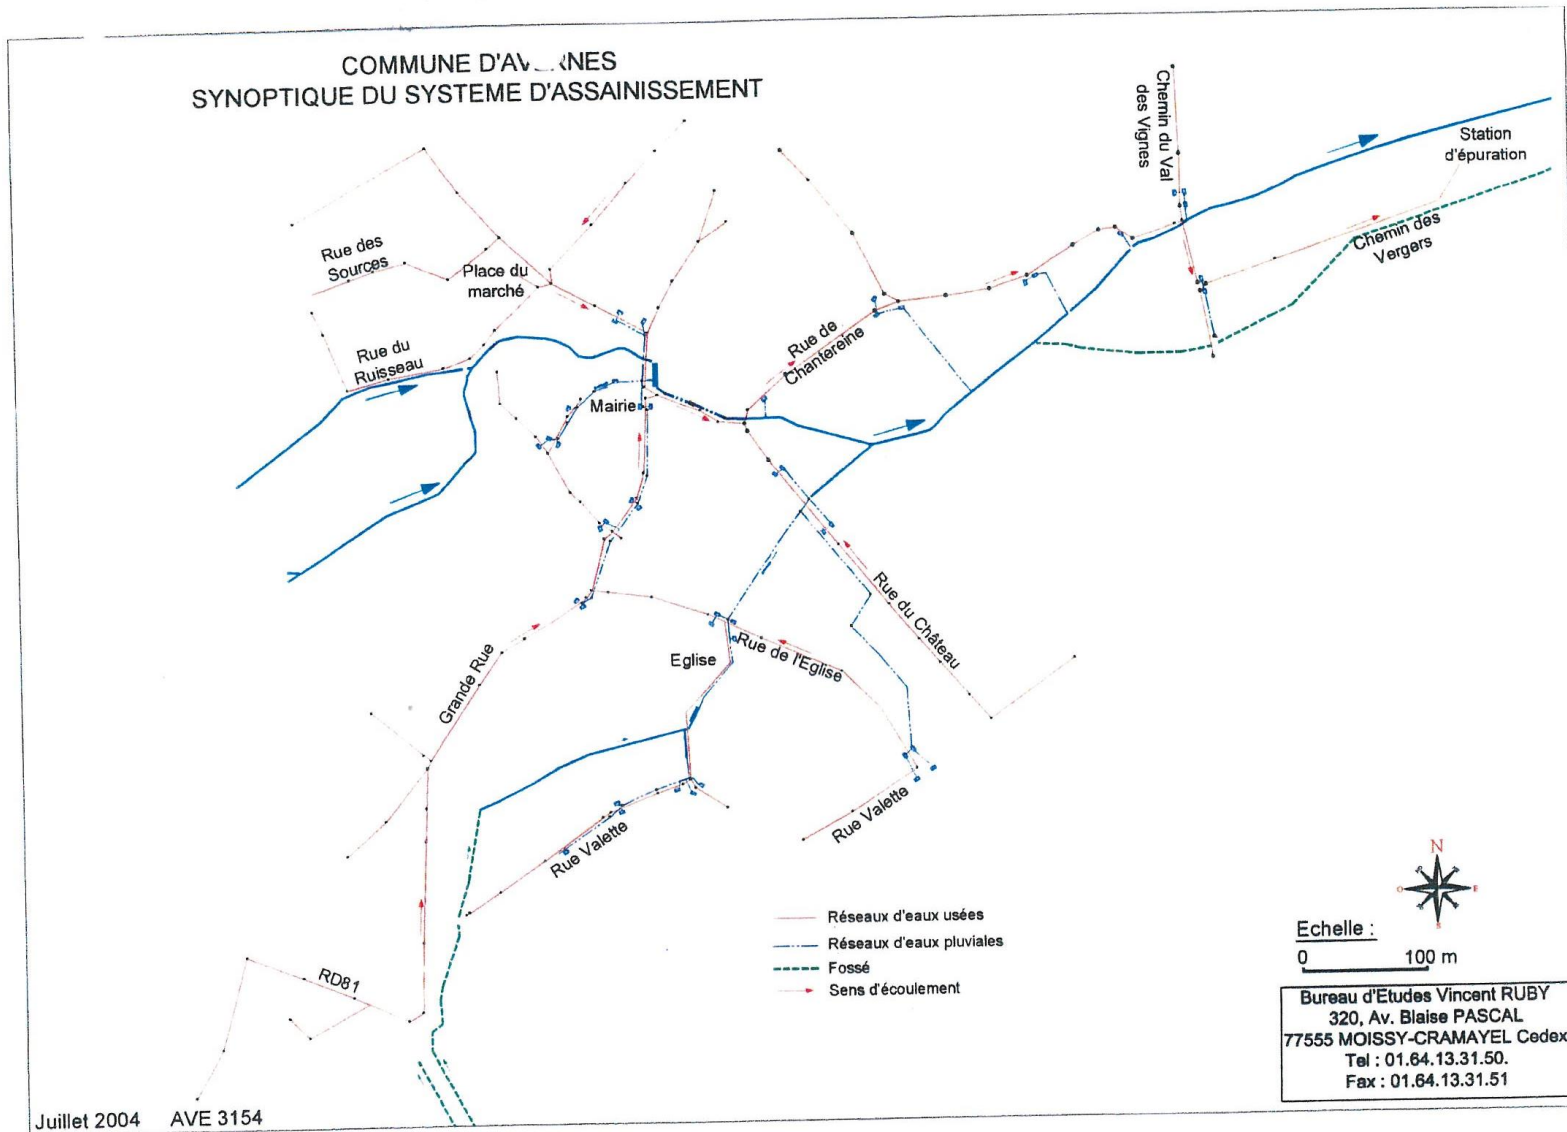 COMMUNE D'AV
SYNOPTIQUE DU SYSTEME D'ASSAINISSEMENT
Chemin du Val
des Vignes
Station
d'épuration
Chemin des
Vergers
Rue des
Sources
Place du
marché
Rue du
Ruisseau
Rue de
Chantereine
Mairie
Rue du Château
Rue de l'Eglise
Eglise
Grande Rue
Rue Valette
Rue Valette
RD81
Réseaux d'eaux usées
Réseaux d'eaux pluviales
Fossé
Sens d'écoulement
N
O
E
S
Echelle :
0 100 m
Bureau d'Etudes Vincent RUBY
320, Av. Blaise PASCAL
77555 MOISSY-CRAMAYEL Cedex
Tel : 01.64.13.31.50.
Fax : 01.64.13.31.51
Juillet 2004 AVE 3154